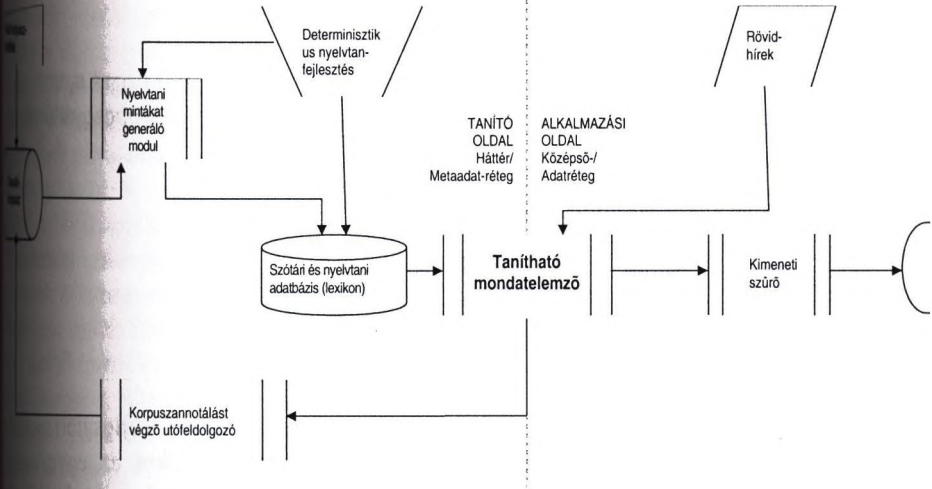 Determinisztik
us nyelvtan-
fejlesztés
Rövid-
hírek
Nyelvtani
mintákat
generáló
modul
TANÍTÓ
OLDAL
Háttér/
Metaadat-réteg
ALKALMAZÁSI
OLDAL
Középső-/
Adatréteg
Szótári és nyelvtani
adatbázis (lexikon)
Tanítható
mondatelemző
Kimeneti
szűrő
Korpuszannotálást
végző utófeldolgozó